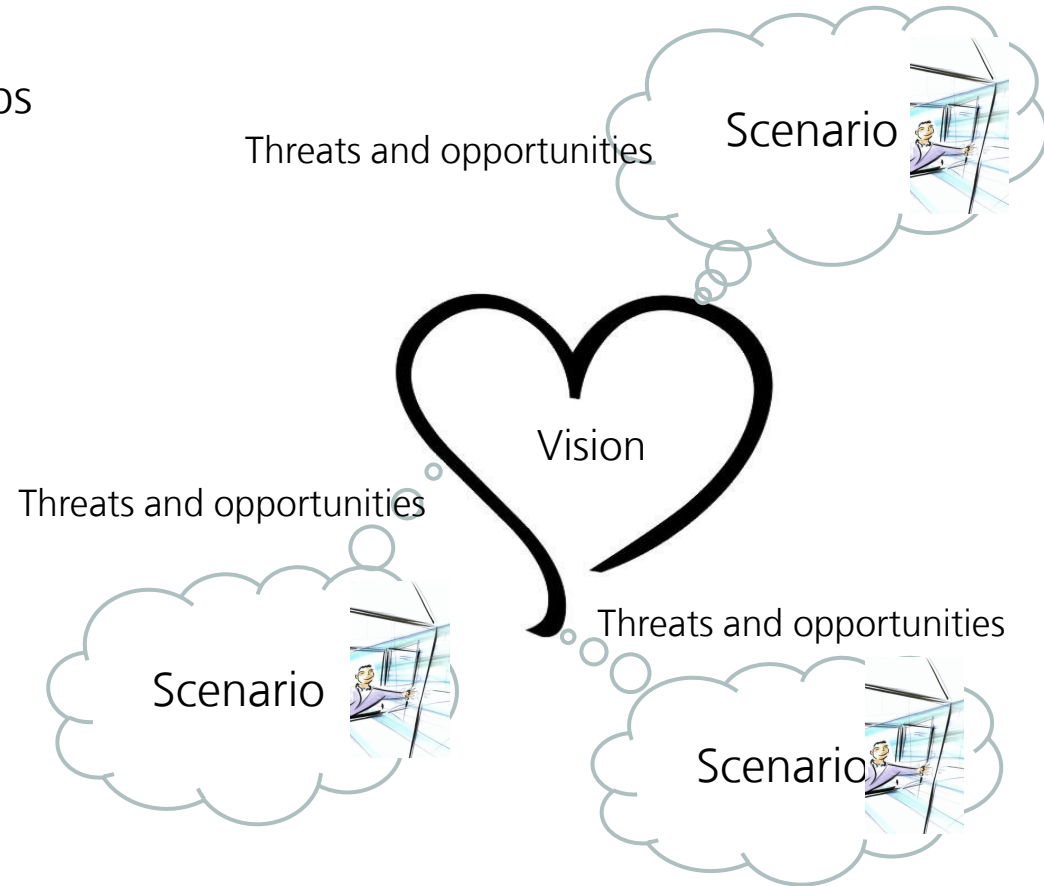 Threats and opportunities
Scenario
Vision
Threats and opportunities
Scenario
Threats and opportunities
Scenario